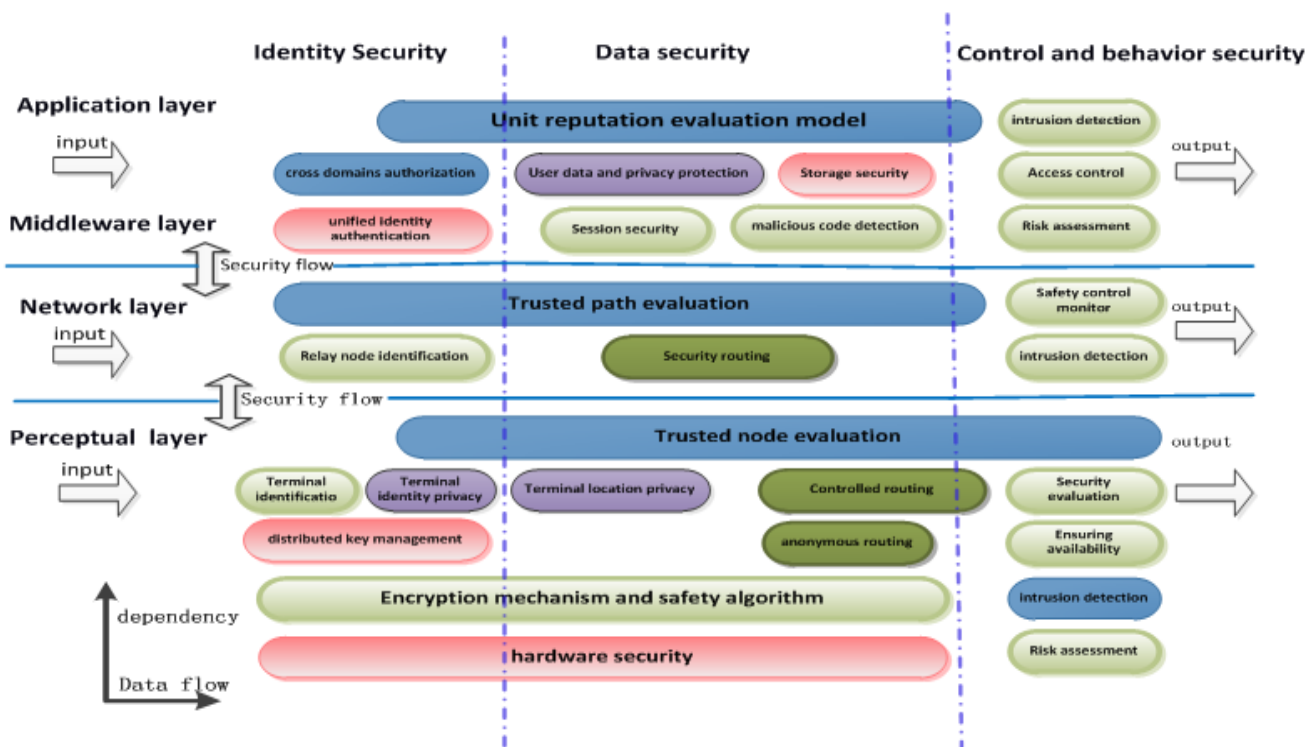 Identity Security
Data security
Control and behavior security
Application layer
input
Unit reputation evaluation model
intrusion detection
output
cross domains authorization
User data and privacy protection
Storage security
Access control
Middleware layer
unified identity
authentication
Session security
malicious code detection
Risk assessment
Security flow
Network layer
input
Trusted path evaluation
Safety control
monitor
output
Relay node identification
Security routing
intrusion detection
Security flow
Perceptual layer
input
Trusted node evaluation
output
Terminal
identificatio
Terminal
identity privacy
Terminal location privacy
Controlled routing
Security
evaluation
distributed key management
anonymous routing
Ensuring
availability
dependency
Encryption mechanism and safety algorithm
intrusion detection
hardware security
Risk assessment
Data flow